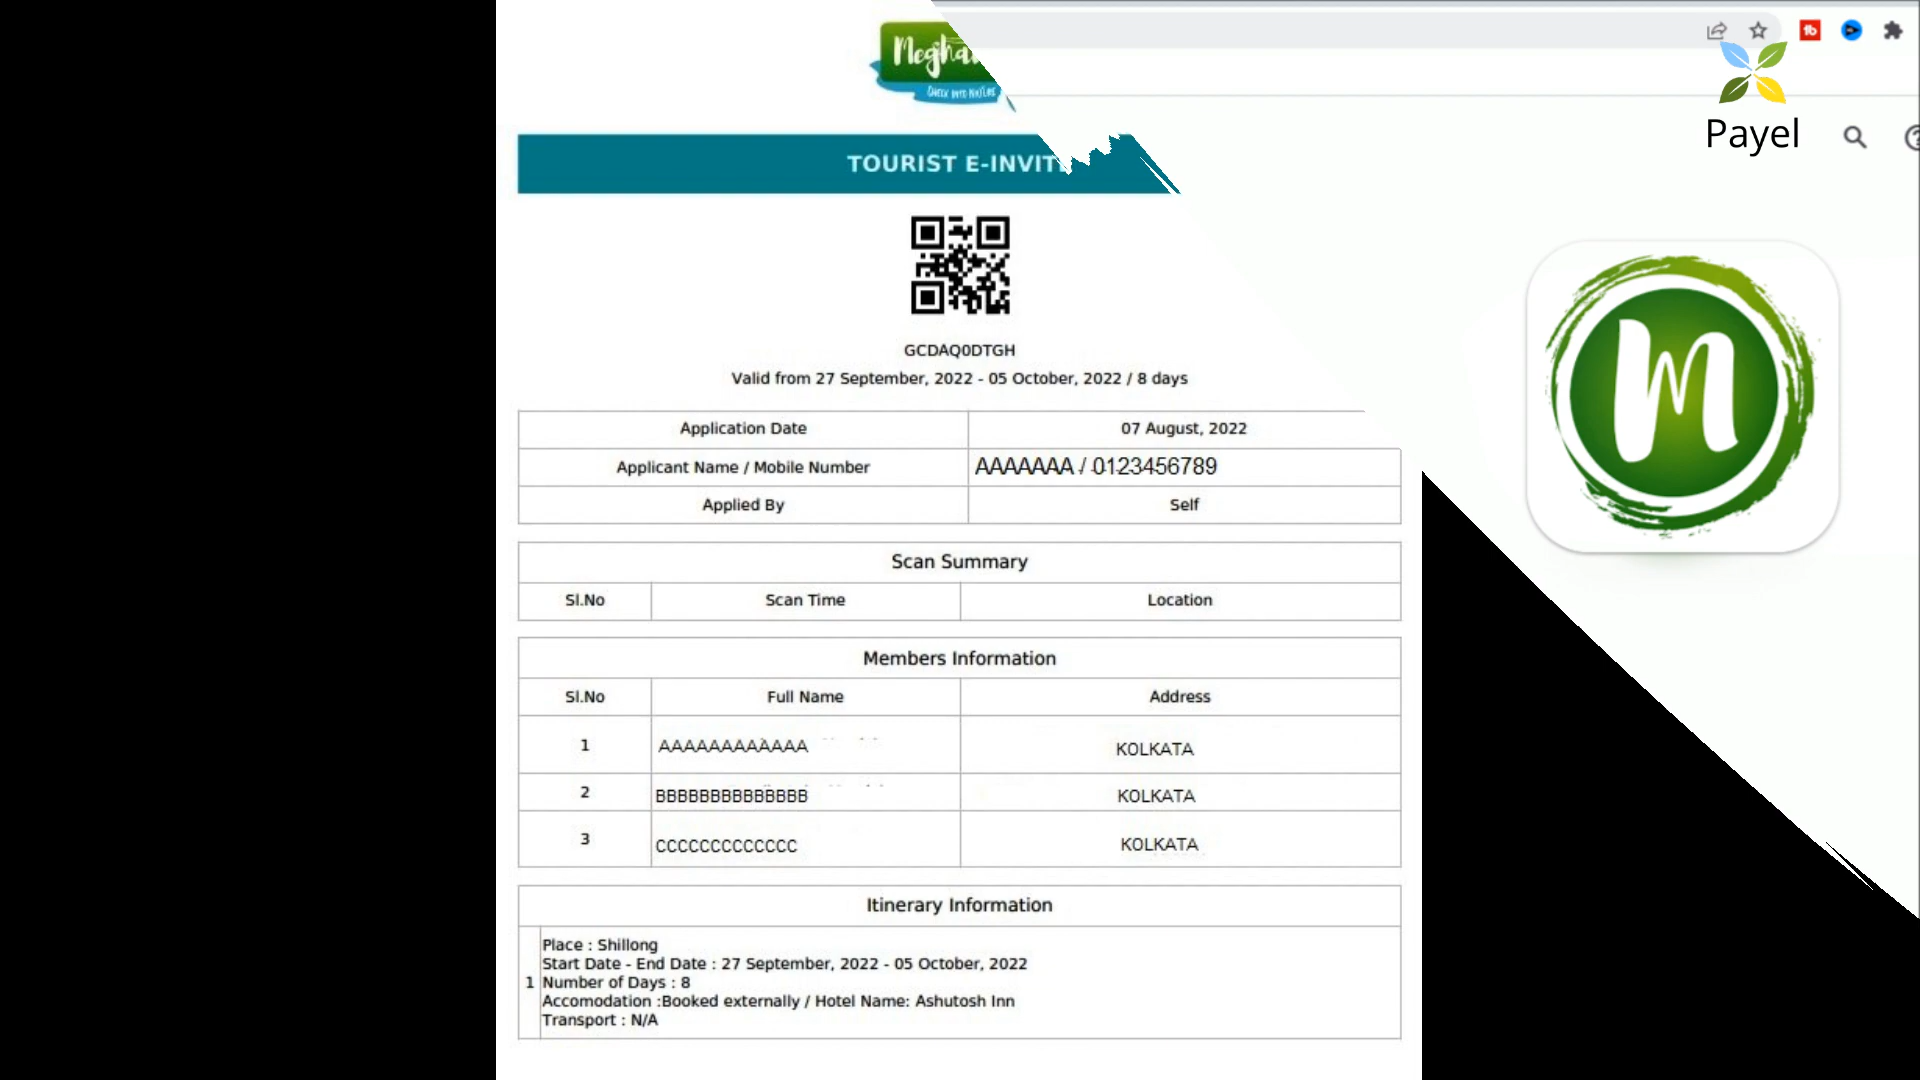 TOURIST E-INVIT
GCDAQ0DTGH
Valid from 27 September, 2022 - 05 October, 2022 / 8 days
Application Date 07 August, 2022
Applicant Name / Mobile Number AAAAAAA / 0123456789
Applied By Self
Scan Summary
Sl.No Scan Time Location
Members Information
Sl.No Full Name Address
1 AAAAAAAAAAAA KOLKATA
2 BBBBBBBBBBBBBB KOLKATA
3 CCCCCCCCCCCCC KOLKATA
Itinerary Information
Place : Shillong
Start Date - End Date : 27 September, 2022 - 05 October, 2022
1 Number of Days : 8
Accomodation :Booked externally / Hotel Name: Ashutosh Inn
Transport : N/A
Payel
M